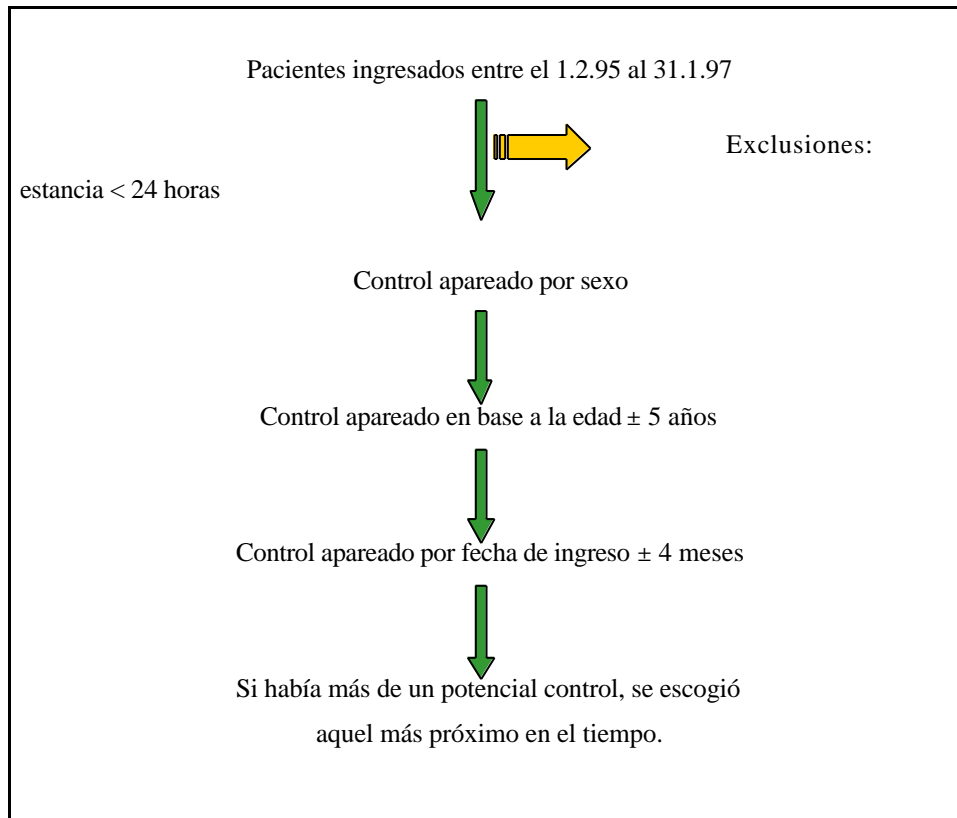 Pacientes ingresados entre el 1.2.95 al 31.1.97
Exclusiones:
estancia < 24 horas
Control apareado por sexo
Control apareado en base a la edad ± 5 años
Control apareado por fecha de ingreso ± 4 meses
Si había más de un potencial control, se escogió
aquel más próximo en el tiempo.